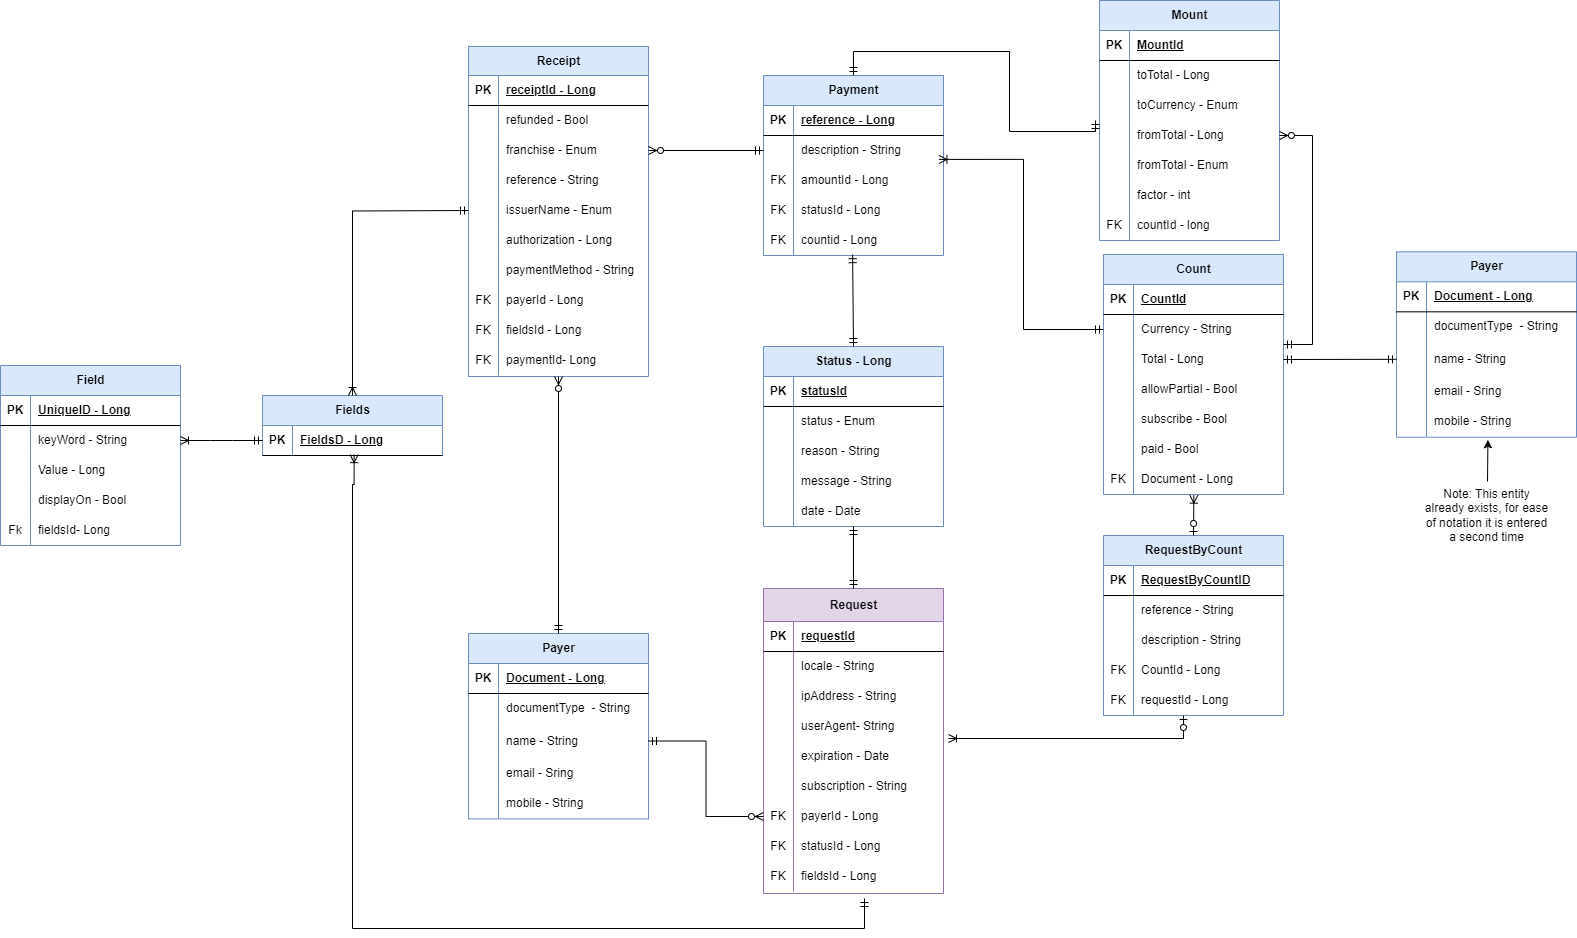 Mount
PK MountId
toTotal - Long
toCurrency - Enum
fromTotal - Long
fromTotal - Enum
factor - int
FK countId - long
Receipt
PK receiptId - Long
refunded - Bool
franchise - Enum
reference - String
issuerName - Enum
authorization - Long
paymentMethod - String
FK payerId - Long
FK fieldsId - Long
FK paymentId- Long
Payment
PK reference - Long
description - String
FK amountId - Long
FK statusId - Long
FK countid - Long
Count
PK CountId
Currency - String
Total - Long
allowPartial - Bool
subscribe - Bool
paid - Bool
FK Document - Long
Payer
PK Document - Long
documentType - String
name - String
email - Sring
mobile - String
Note: This entity
already exists, for ease
of notation it is entered
a second time
Field
PK UniqueID - Long
keyWord - String
Value - Long
displayOn - Bool
Fk fieldsId- Long
Fields
PK FieldsD - Long
Status - Long
PK statusId
status - Enum
reason - String
message - String
date - Date
RequestByCount
PK RequestByCountID
reference - String
description - String
FK CountId - Long
FK requestId - Long
Request
PK requestId
locale - String
ipAddress - String
userAgent- String
expiration - Date
subscription - String
FK payerId - Long
FK statusId - Long
FK fieldsId - Long
Payer
PK Document - Long
documentType - String
name - String
email - Sring
mobile - String